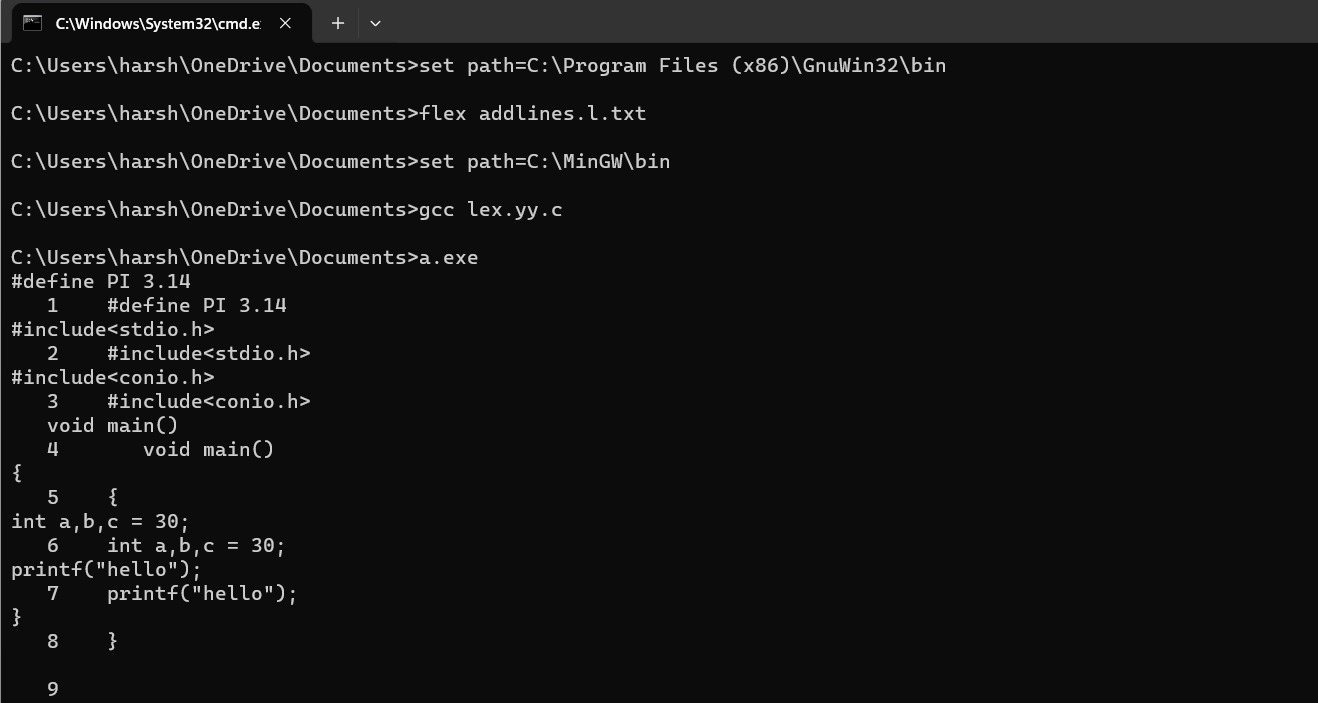 C:\Windows\System32\cmd.e
C:\Users\harsh\OneDrive\Documents>set path=C:\Program Files (x86)\GnuWin32\bin
C:\Users\harsh\OneDrive\Documents>flex addlines.l.txt
C:\Users\harsh\OneDrive\Documents>set path=C:\MinGW\bin
C:\Users\harsh\OneDrive\Documents>gcc lex.yy.c
C:\Users\harsh\OneDrive\Documents>a.exe
#define PI 3.14
   1    #define PI 3.14
#include<stdio.h>
   2    #include<stdio.h>
#include<conio.h>
   3    #include<conio.h>
   void main()
   4       void main()
{
   5    {
int a,b,c = 30;
   6    int a,b,c = 30;
printf("hello");
   7    printf("hello");
}
   8    }
   9